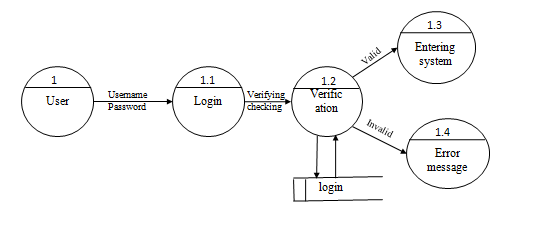 1
User
Username
Password
1.1
Login
Verifying
checking
1.2
Verific
ation
Valid
1.3
Entering
system
Invalid
1.4
Error
message
login